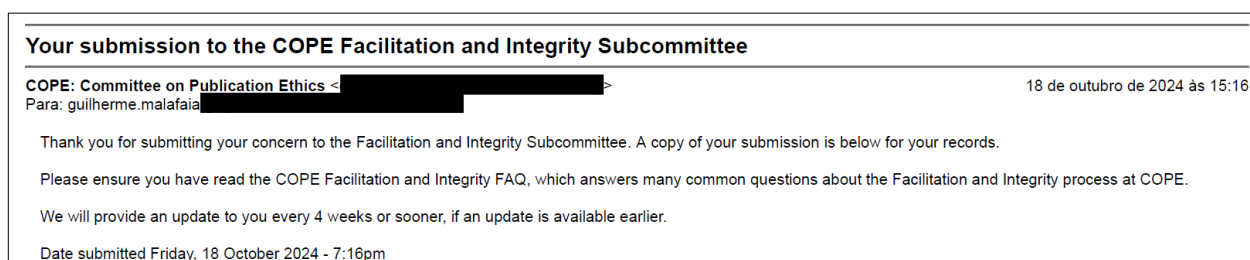 Your submission to the COPE Facilitation and Integrity Subcommittee
COPE: Committee on Publication Ethics < > 18 de outubro de 2024 às 15:16
Para: guilherme.malafaia
Thank you for submitting your concern to the Facilitation and Integrity Subcommittee. A copy of your submission is below for your records.
Please ensure you have read the COPE Facilitation and Integrity FAQ, which answers many common questions about the Facilitation and Integrity process at COPE.
We will provide an update to you every 4 weeks or sooner, if an update is available earlier.
Date submitted Friday, 18 October 2024 - 7:16pm